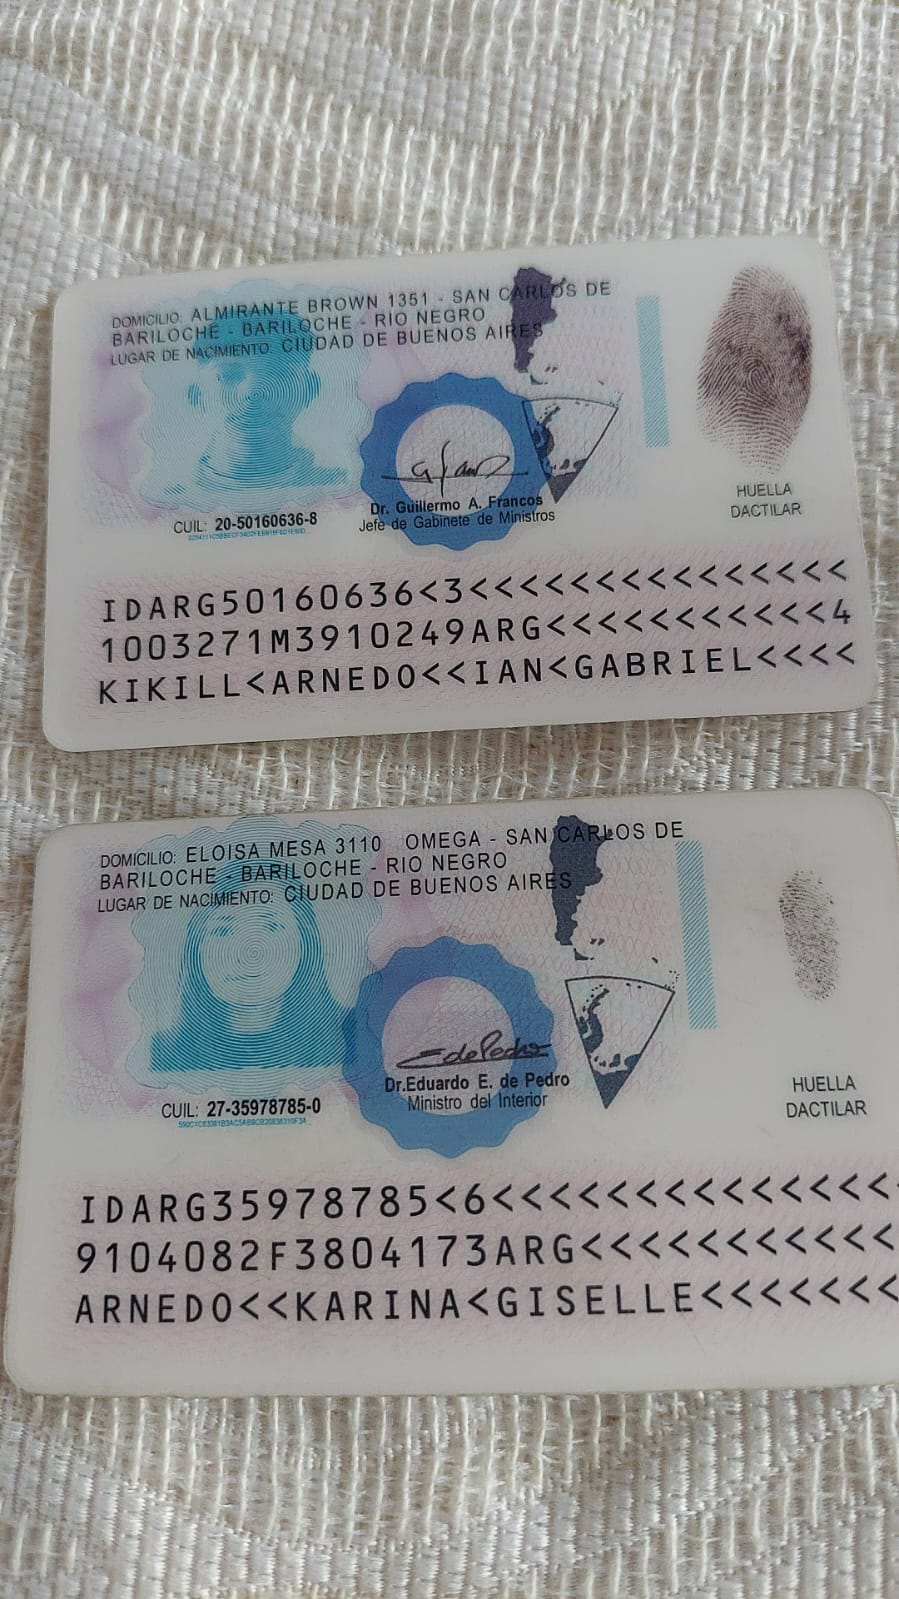 DOMICILIO: ALMIRANTE BROWN 1351 - SAN CARLOS DE
BARILOCHE - BARILOCHE - RIO NEGRO
LUGAR DE NACIMIENTO: CIUDAD DE BUENOS AIRES
HUELLA
DACTILAR
CUIL: 20-50160636-8
Dr. Guillermo A. Francos
Jefe de Gabinete de Ministros
IDARG50160636<3<<<<<<<<<<<<<<<
1003271M3910249ARG<<<<<<<<<<<4
KIKILL<ARNEDO<<IAN<GABRIEL<<<<
DOMICILIO: ELOISA MESA 3110 OMEGA - SAN CARLOS DE
BARILOCHE - BARILOCHE - RIO NEGRO
LUGAR DE NACIMIENTO: CIUDAD DE BUENOS AIRES
HUELLA
DACTILAR
CUIL: 27-35978785-0
Dr.Eduardo E. de Pedro
Ministro del Interior
IDARG35978785<6<<<<<<<<<<<<<<<
9104082F3804173ARG<<<<<<<<<<<
ARNEDO<<KARINA<GISELLE<<<<<<<